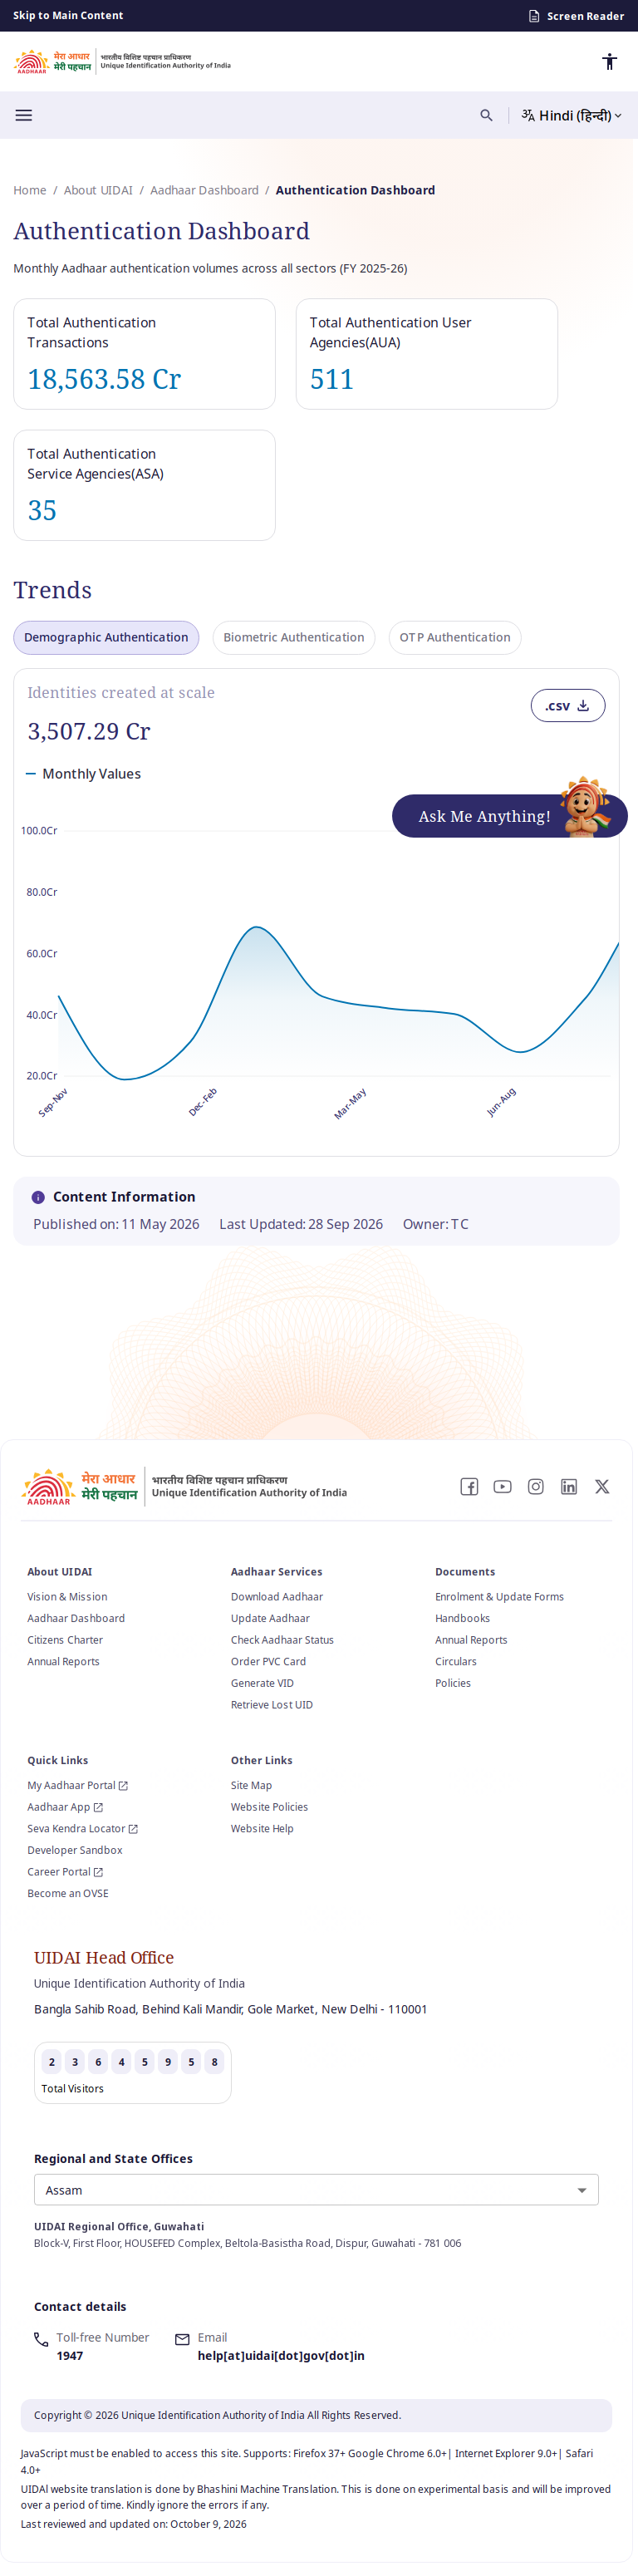 Skip to Main Content
Screen Reader
मेरा आधार
मेरी पहचान
AADHAAR
भारतीय विशिष्ट पहचान प्राधिकरण
Unique Identification Authority of India
Hindi (हिन्दी)
Home / About UIDAI / Aadhaar Dashboard / Authentication Dashboard
Authentication Dashboard
Monthly Aadhaar authentication volumes across all sectors (FY 2025-26)
Total Authentication
Transactions
18,563.58 Cr
Total Authentication User
Agencies(AUA)
511
Total Authentication
Service Agencies(ASA)
35
Trends
Demographic Authentication
Biometric Authentication
OTP Authentication
Identities created at scale
3,507.29 Cr
.csv
Monthly Values
Ask Me Anything!
100.0Cr
80.0Cr
60.0Cr
40.0Cr
20.0Cr
Sep-Nov
Dec-Feb
Mar-May
Jun-Aug
Content Information
Published on: 11 May 2026 Last Updated: 28 Sep 2026 Owner: TC
AADHAAR
मेरा आधार
मेरी पहचान
भारतीय विशिष्ट पहचान प्राधिकरण
Unique Identification Authority of India
About UIDAI
Vision & Mission
Aadhaar Dashboard
Citizens Charter
Annual Reports
Aadhaar Services
Download Aadhaar
Update Aadhaar
Check Aadhaar Status
Order PVC Card
Generate VID
Retrieve Lost UID
Documents
Enrolment & Update Forms
Handbooks
Annual Reports
Circulars
Policies
Quick Links
My Aadhaar Portal
Aadhaar App
Seva Kendra Locator
Developer Sandbox
Career Portal
Become an OVSE
Other Links
Site Map
Website Policies
Website Help
UIDAI Head Office
Unique Identification Authority of India
Bangla Sahib Road, Behind Kali Mandir, Gole Market, New Delhi - 110001
2 3 6 4 5 9 5 8
Total Visitors
Regional and State Offices
Assam
UIDAI Regional Office, Guwahati
Block-V, First Floor, HOUSEFED Complex, Beltola-Basistha Road, Dispur, Guwahati - 781 006
Contact details
Toll-free Number
1947
Email
help[at]uidai[dot]gov[dot]in
Copyright © 2026 Unique Identification Authority of India All Rights Reserved.
JavaScript must be enabled to access this site. Supports: Firefox 37+ Google Chrome 6.0+| Internet Explorer 9.0+| Safari
4.0+
UIDAI website translation is done by Bhashini Machine Translation. This is done on experimental basis and will be improved
over a period of time. Kindly ignore the errors if any.
Last reviewed and updated on: October 9, 2026